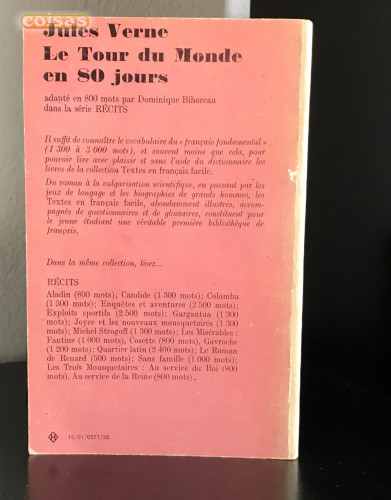 coisas
Jules Verne
Le Tour du Monde
en 80 jours
adapté en 800 mots par Dominique Bihoreau
dans la série RÉCITS
Il suffit de connaître le vocabulaire du « français fondamental »
(1 300 à 3 000 mots), et souvent moins que cela, pour
pouvoir lire avec plaisir et sans l'aide du dictionnaire les
livres de la collection Textes en français facile.
Du roman à la vulgarisation scientifique, en passant par les
jeux de langage et les biographies de grands hommes, les
Textes en français facile, abondamment illustrés, accom-
pagnés de questionnaires et de glossaires, constituent pour
le jeune étudiant une véritable première bibliothèque de
français.
Dans la même collection, lisez...
RÉCITS
Aladin (800 mots); Candide (1 300 mots); Colomba
(1 300 mots); Enquêtes et aventures (2 500 mots);
Exploits sportifs (2 500 mots); Gargantua (1 300
mots); Joyce et les nouveaux mousquetaires (1 300
mots); Michel Strogoff (1 300 mots); Les Misérables :
Fantine (1 000 mots), Cosette (800 mots), Gavroche
(1 200 mots); Quartier latin (2 400 mots); Le Roman
de Renard (500 mots); Sans famille (1 000 mots);
Les Trois Mousquetaires : Au service du Roi (800
mots), Au service de la Reine (800 mots).
H 15/61/0371/20